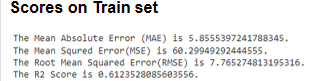 Scores on Train set
The Mean Absolute Error (MAE) is 5.8555397241788345.
The Mean Squred Error(MSE) is 60.29949292444555.
The Root Mean Squared Error(RMSE) is 7.765274813195316.
The R2 Score is 0.6123528085603556.